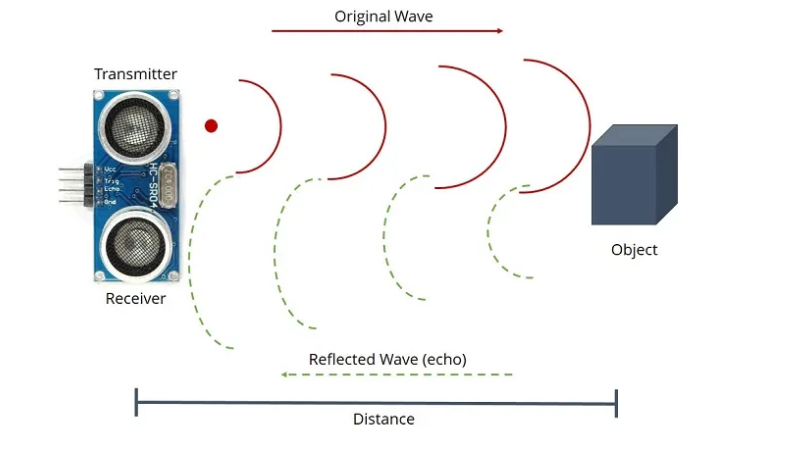 Original Wave
Transmitter
Vcc
Trig
Echo
Gnd
HC-SR04
Receiver
Object
Reflected Wave (echo)
Distance